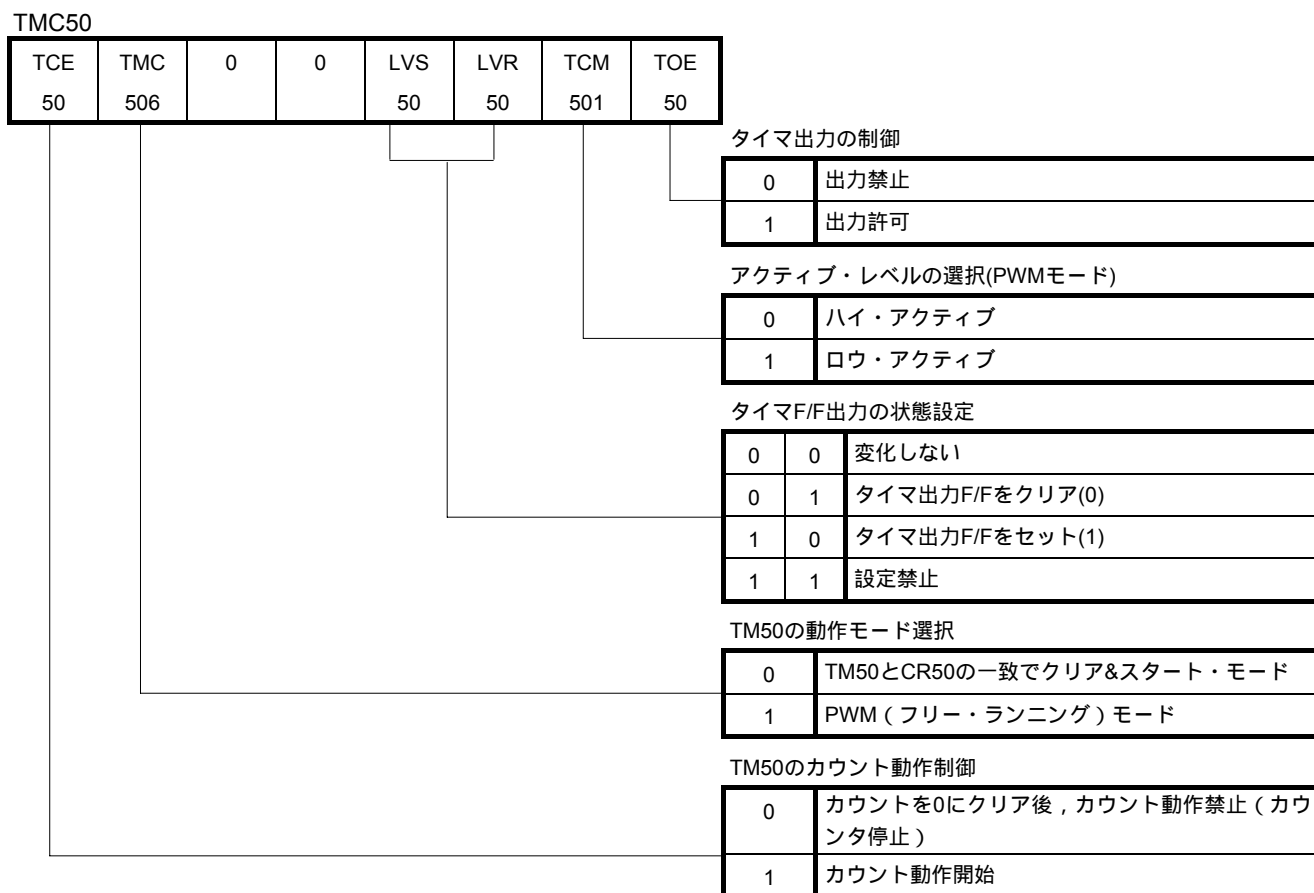 TMC50
TCE TMC 0 0 LVS LVR TCM TOE
50 506 50 50 501 50
タイマ出力の制御
0 出力禁止
1 出力許可
アクティブ・レベルの選択(PWMモード)
0 ハイ・アクティブ
1 ロウ・アクティブ
タイマF/F出力の状態設定
0 0 変化しない
0 1 タイマ出力F/Fをクリア(0)
1 0 タイマ出力F/Fをセット(1)
1 1 設定禁止
TM50の動作モード選択
0 TM50とCR50の一致でクリア&スタート・モード
1 PWM（フリー・ランニング）モード
TM50のカウント動作制御
0 カウントを0にクリア後，カウント動作禁止（カウ
ンタ停止）
1 カウント動作開始